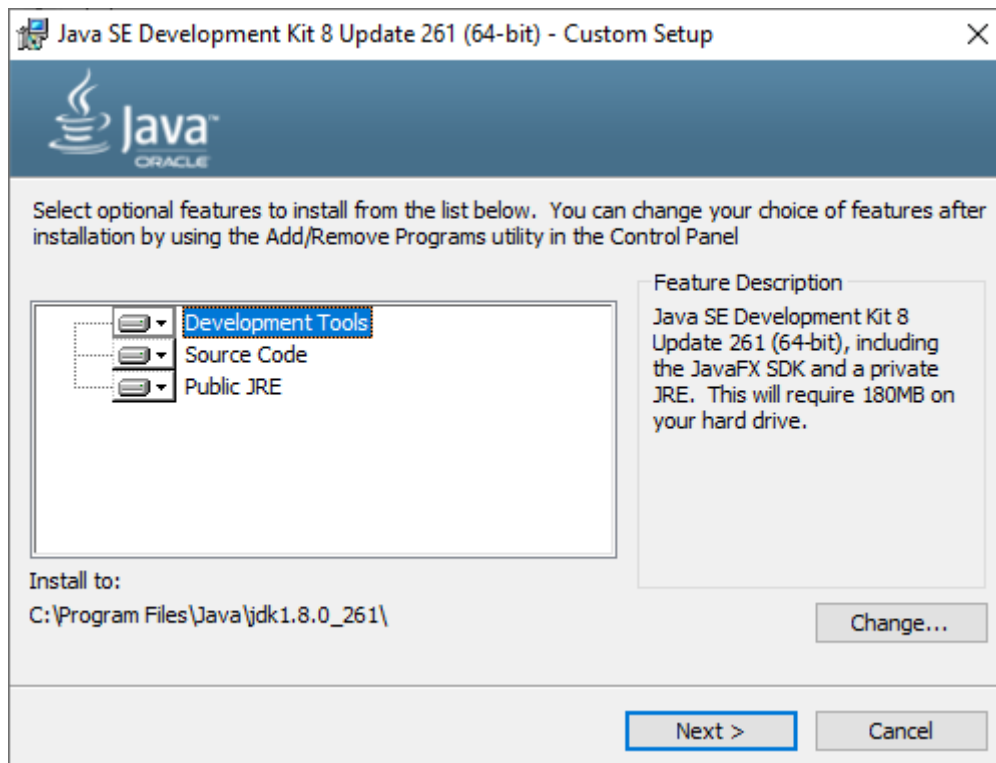 Java SE Development Kit 8 Update 261 (64-bit) - Custom Setup
Java™
ORACLE
Select optional features to install from the list below.  You can change your choice of features after
installation by using the Add/Remove Programs utility in the Control Panel
Development Tools
Source Code
Public JRE
Feature Description
Java SE Development Kit 8
Update 261 (64-bit), including
the JavaFX SDK and a private
JRE.  This will require 180MB on
your hard drive.
Install to:
C:\Program Files\Java\jdk1.8.0_261\
Change...
Next >
Cancel